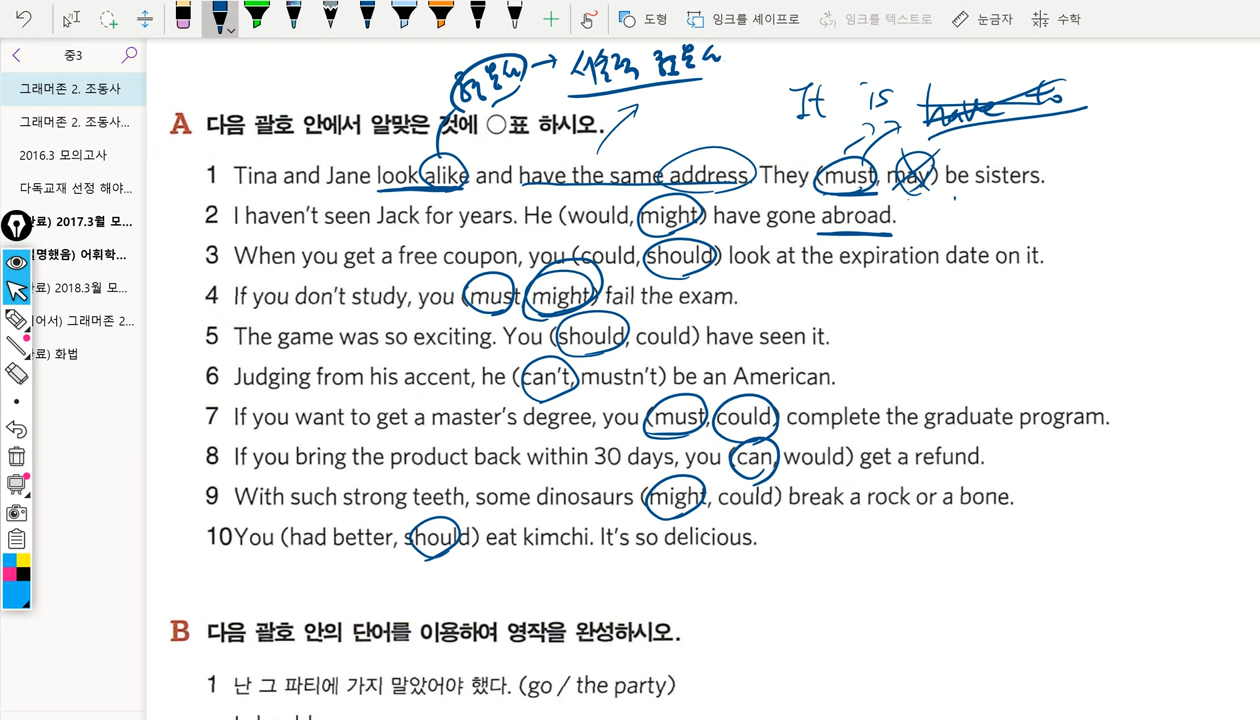 도형 잉크를 셰이프로 잉크를 텍스트로 눈금자 수학
중3
그래머존 2. 조동사
그래머존 2. 조동사...
2016.3 모의고사
다독교재 선정 해야...
2017.3월 모...
어휘학...
2018.3월 모...
그래머존 2...
화법
형용사 → 서술적 형용사
It is have to
A 다음 괄호 안에서 알맞은 것에 ○표 하시오.
1 Tina and Jane look alike and have the same address. They (must, may) be sisters.
2 I haven't seen Jack for years. He (would, might) have gone abroad.
3 When you get a free coupon, you (could, should) look at the expiration date on it.
4 If you don't study, you (must, might) fail the exam.
5 The game was so exciting. You (should, could) have seen it.
6 Judging from his accent, he (can't, mustn't) be an American.
7 If you want to get a master's degree, you (must, could) complete the graduate program.
8 If you bring the product back within 30 days, you (can, would) get a refund.
9 With such strong teeth, some dinosaurs (might, could) break a rock or a bone.
10 You (had better, should) eat kimchi. It's so delicious.
B 다음 괄호 안의 단어를 이용하여 영작을 완성하시오.
1 난 그 파티에 가지 말았어야 했다. (go / the party)